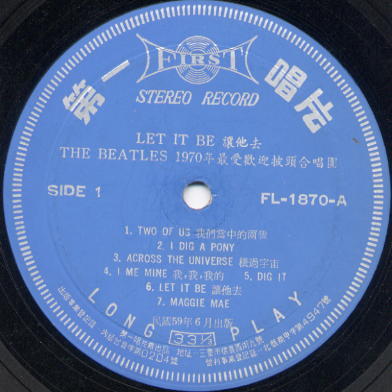 FIRST
第一唱片
STEREO RECORD
LET IT BE 讓他去
THE BEATLES 1970年最受歡迎披頭合唱團
SIDE 1
FL-1870-A
1. TWO OF US 我們當中的兩個
2. I DIG A PONY
3. ACROSS THE UNIVERSE 橫過宇宙
4. I ME MINE 我,我,我的 5. DIG IT
6. LET IT BE 讓他去
7. MAGGIE MAE
民國59年6月出版
LONG 33⅓ PLAY